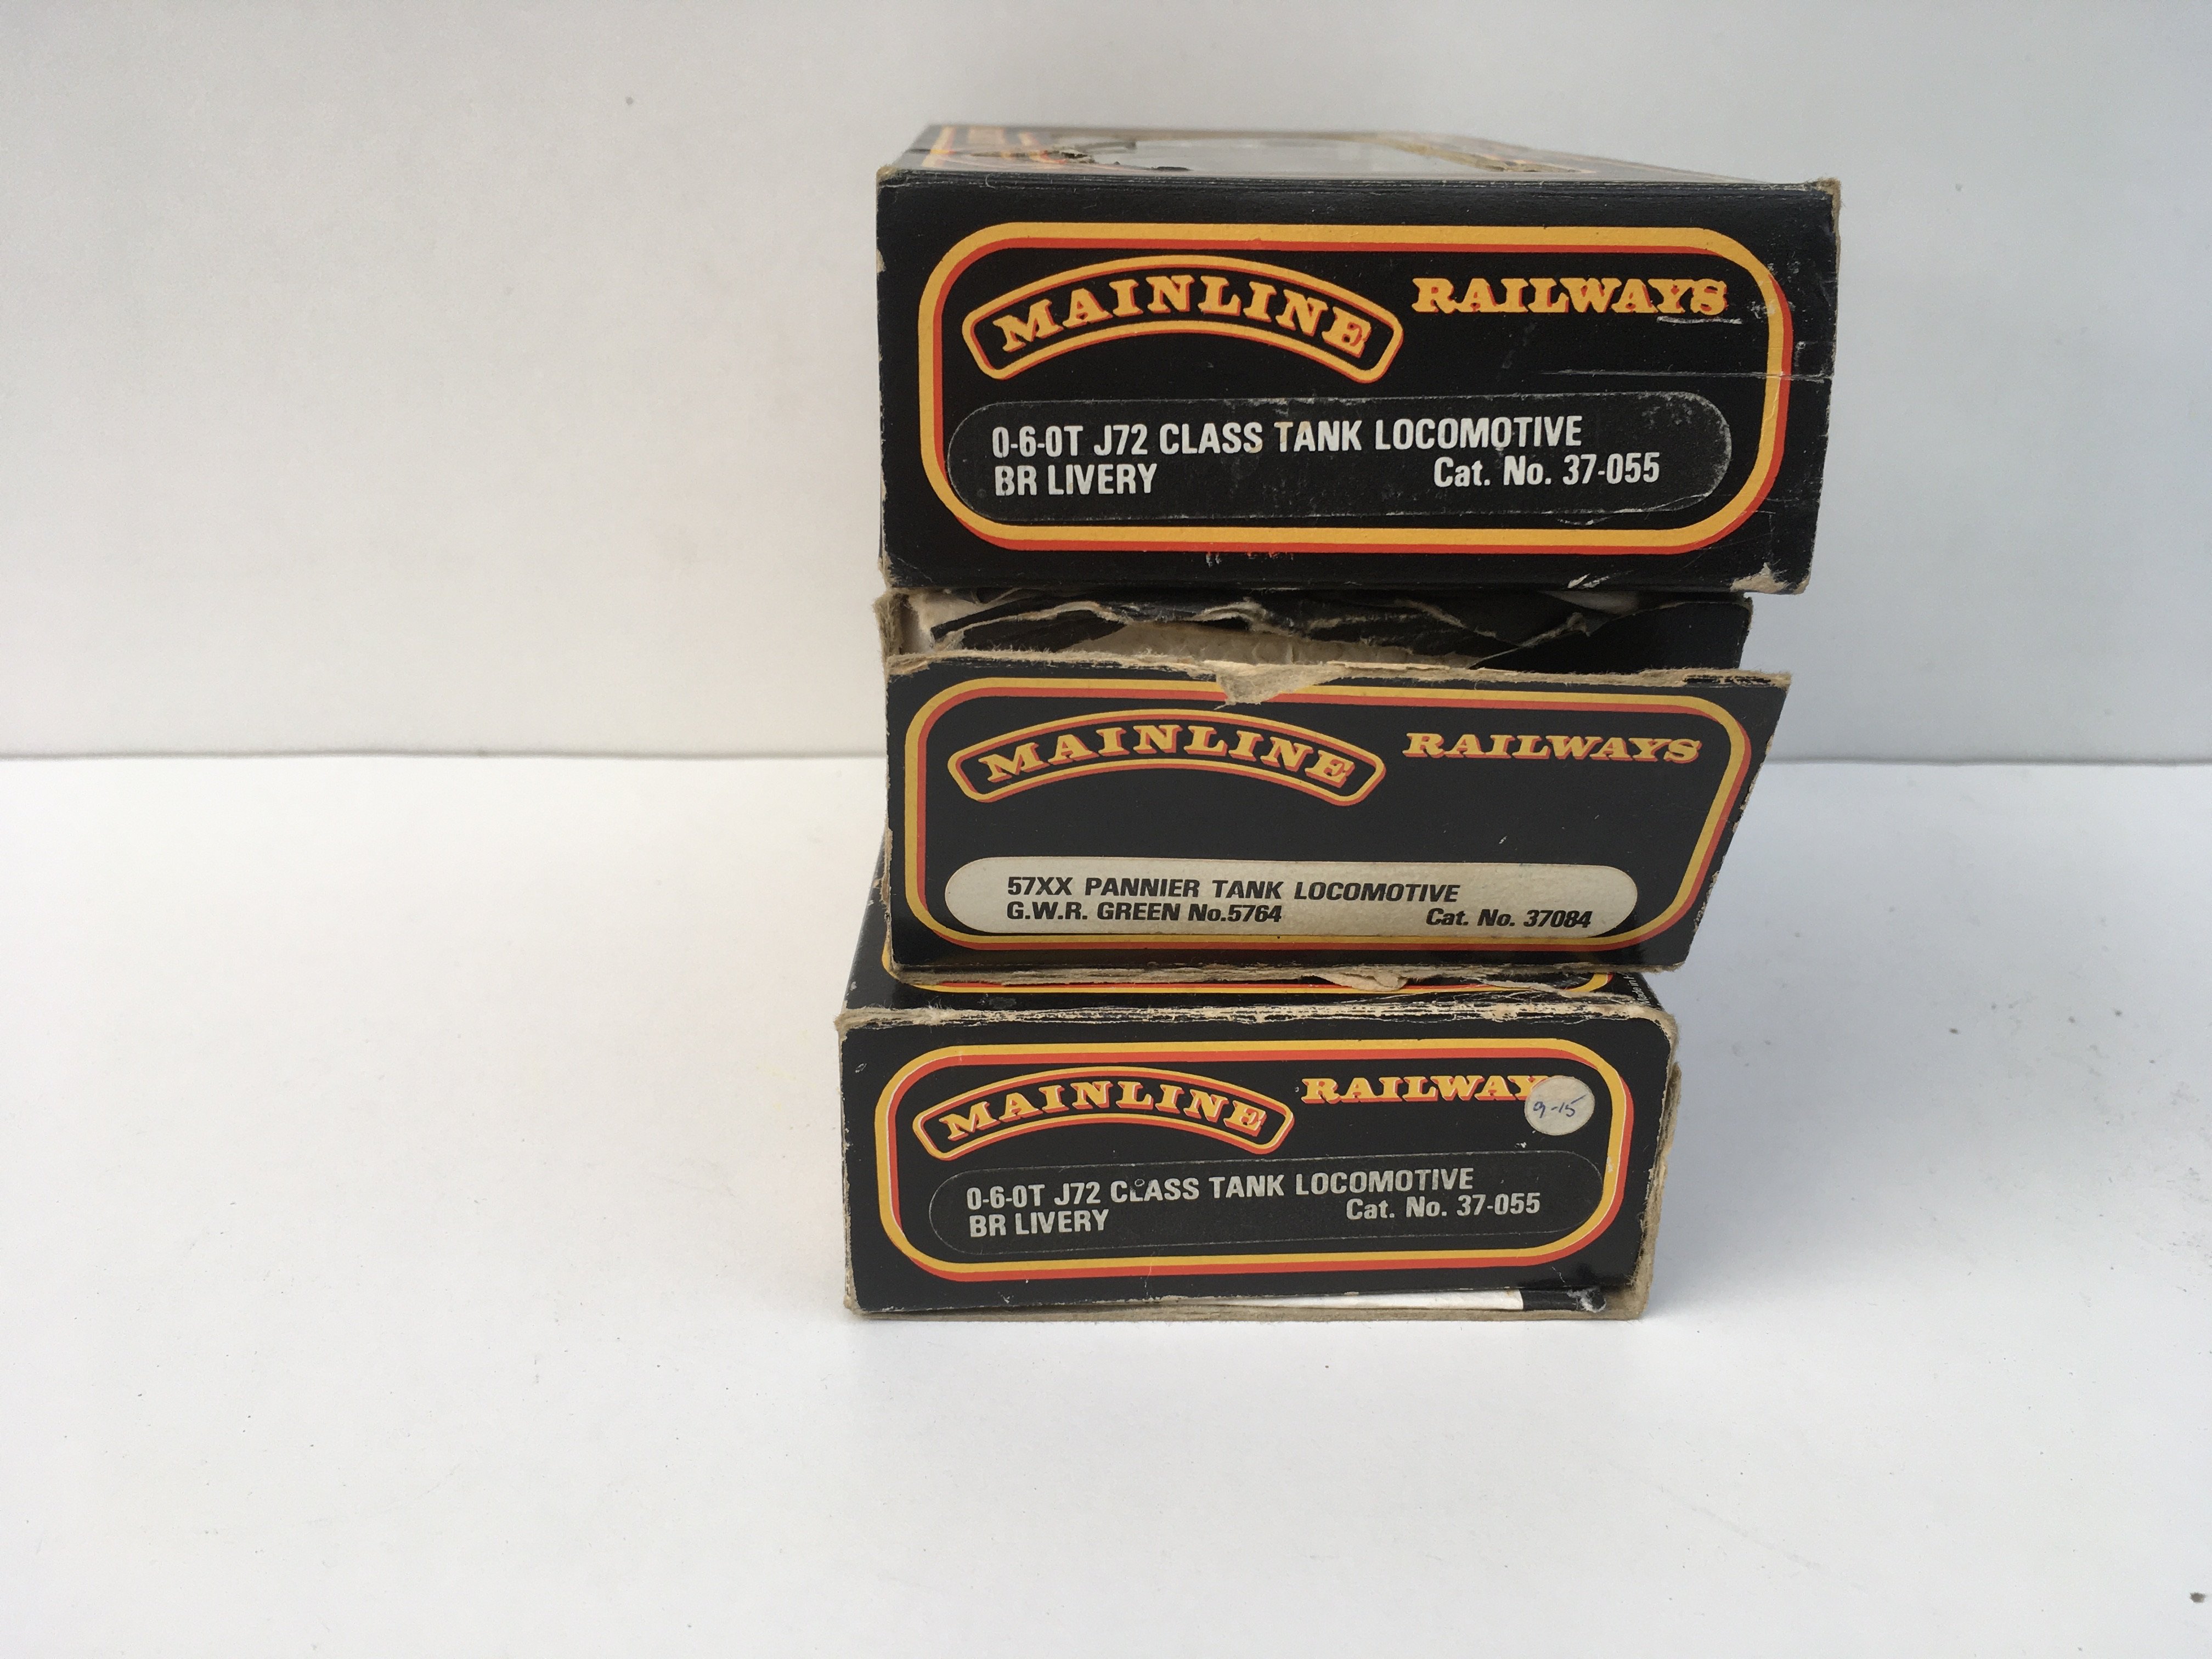 MAINLINE RAILWAYS
0-6-0T J72 CLASS TANK LOCOMOTIVE
BR LIVERY Cat. No. 37-055
MAINLINE RAILWAYS
57XX PANNIER TANK LOCOMOTIVE
G.W.R. GREEN No.5764 Cat. No. 37084
MAINLINE RAILWAY
9-15
0-6-0T J72 CLASS TANK LOCOMOTIVE
BR LIVERY Cat. No. 37-055